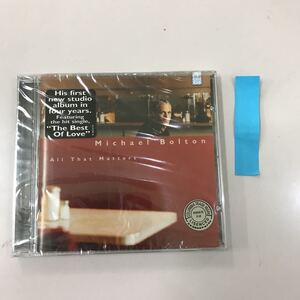 His first
new studio
album in
four years.
Featuring
the hit single,
"The Best
Of Love"
Michael Bolton
All That Matters